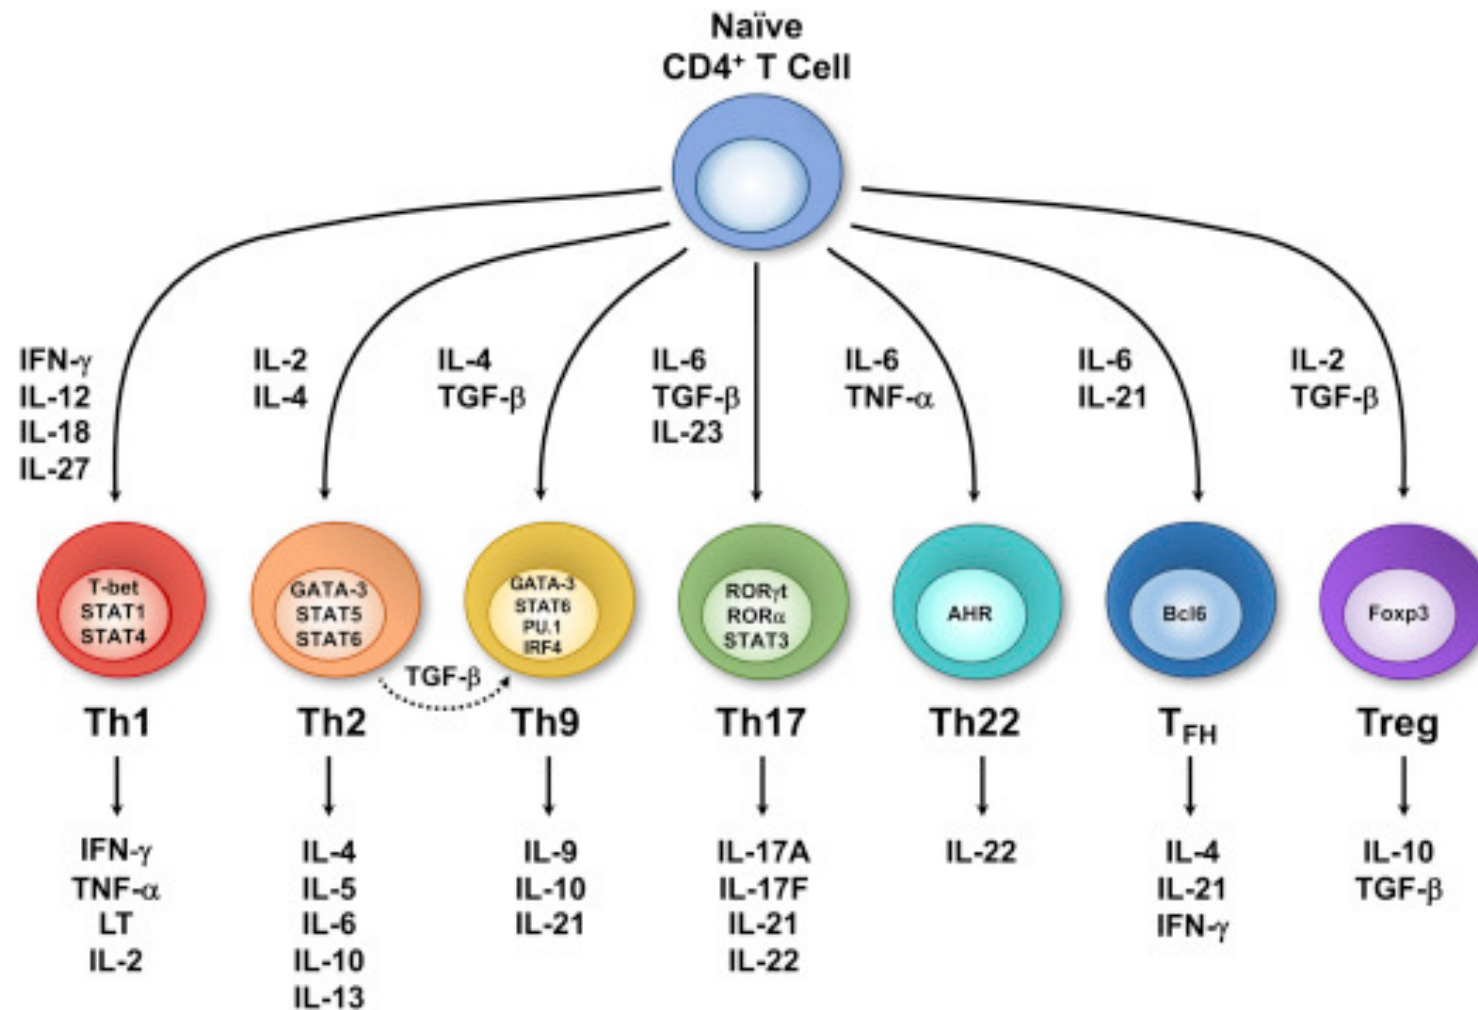 Naïve
CD4⁺ T Cell
IFN-γ
IL-12
IL-18
IL-27
IL-2
IL-4
IL-4
TGF-β
IL-6
TGF-β
IL-23
IL-6
TNF-α
IL-6
IL-21
IL-2
TGF-β
T-bet
STAT1
STAT4
GATA-3
STAT5
STAT6
GATA-3
STAT6
PU.1
IRF4
RORγt
RORα
STAT3
AHR
Bcl6
Foxp3
TGF-β
Th1
Th2
Th9
Th17
Th22
T_FH
Treg
IFN-γ
TNF-α
LT
IL-2
IL-4
IL-5
IL-6
IL-10
IL-13
IL-9
IL-10
IL-21
IL-17A
IL-17F
IL-21
IL-22
IL-22
IL-4
IL-21
IFN-γ
IL-10
TGF-β